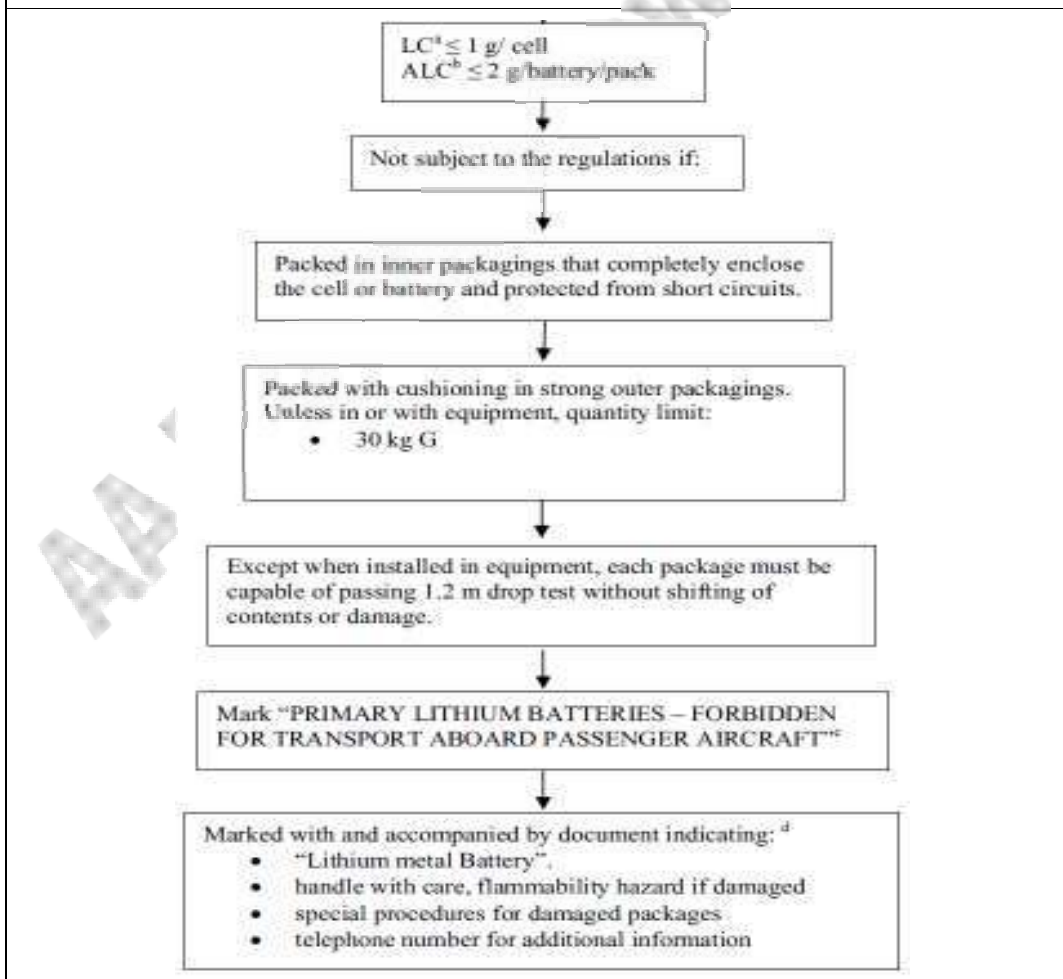 LCᵃ ≤ 1 g/ cell
ALCᵇ ≤ 2 g/battery/pack
Not subject to the regulations if:
Packed in inner packagings that completely enclose
the cell or battery and protected from short circuits.
Packed with cushioning in strong outer packagings.
Unless in or with equipment, quantity limit:
• 30 kg G
Except when installed in equipment, each package must be
capable of passing 1.2 m drop test without shifting of
contents or damage.
Mark “PRIMARY LITHIUM BATTERIES – FORBIDDEN
FOR TRANSPORT ABOARD PASSENGER AIRCRAFT”ᶜ
Marked with and accompanied by document indicating: ᵈ
• “Lithium metal Battery”.
• handle with care, flammability hazard if damaged
• special procedures for damaged packages
• telephone number for additional information